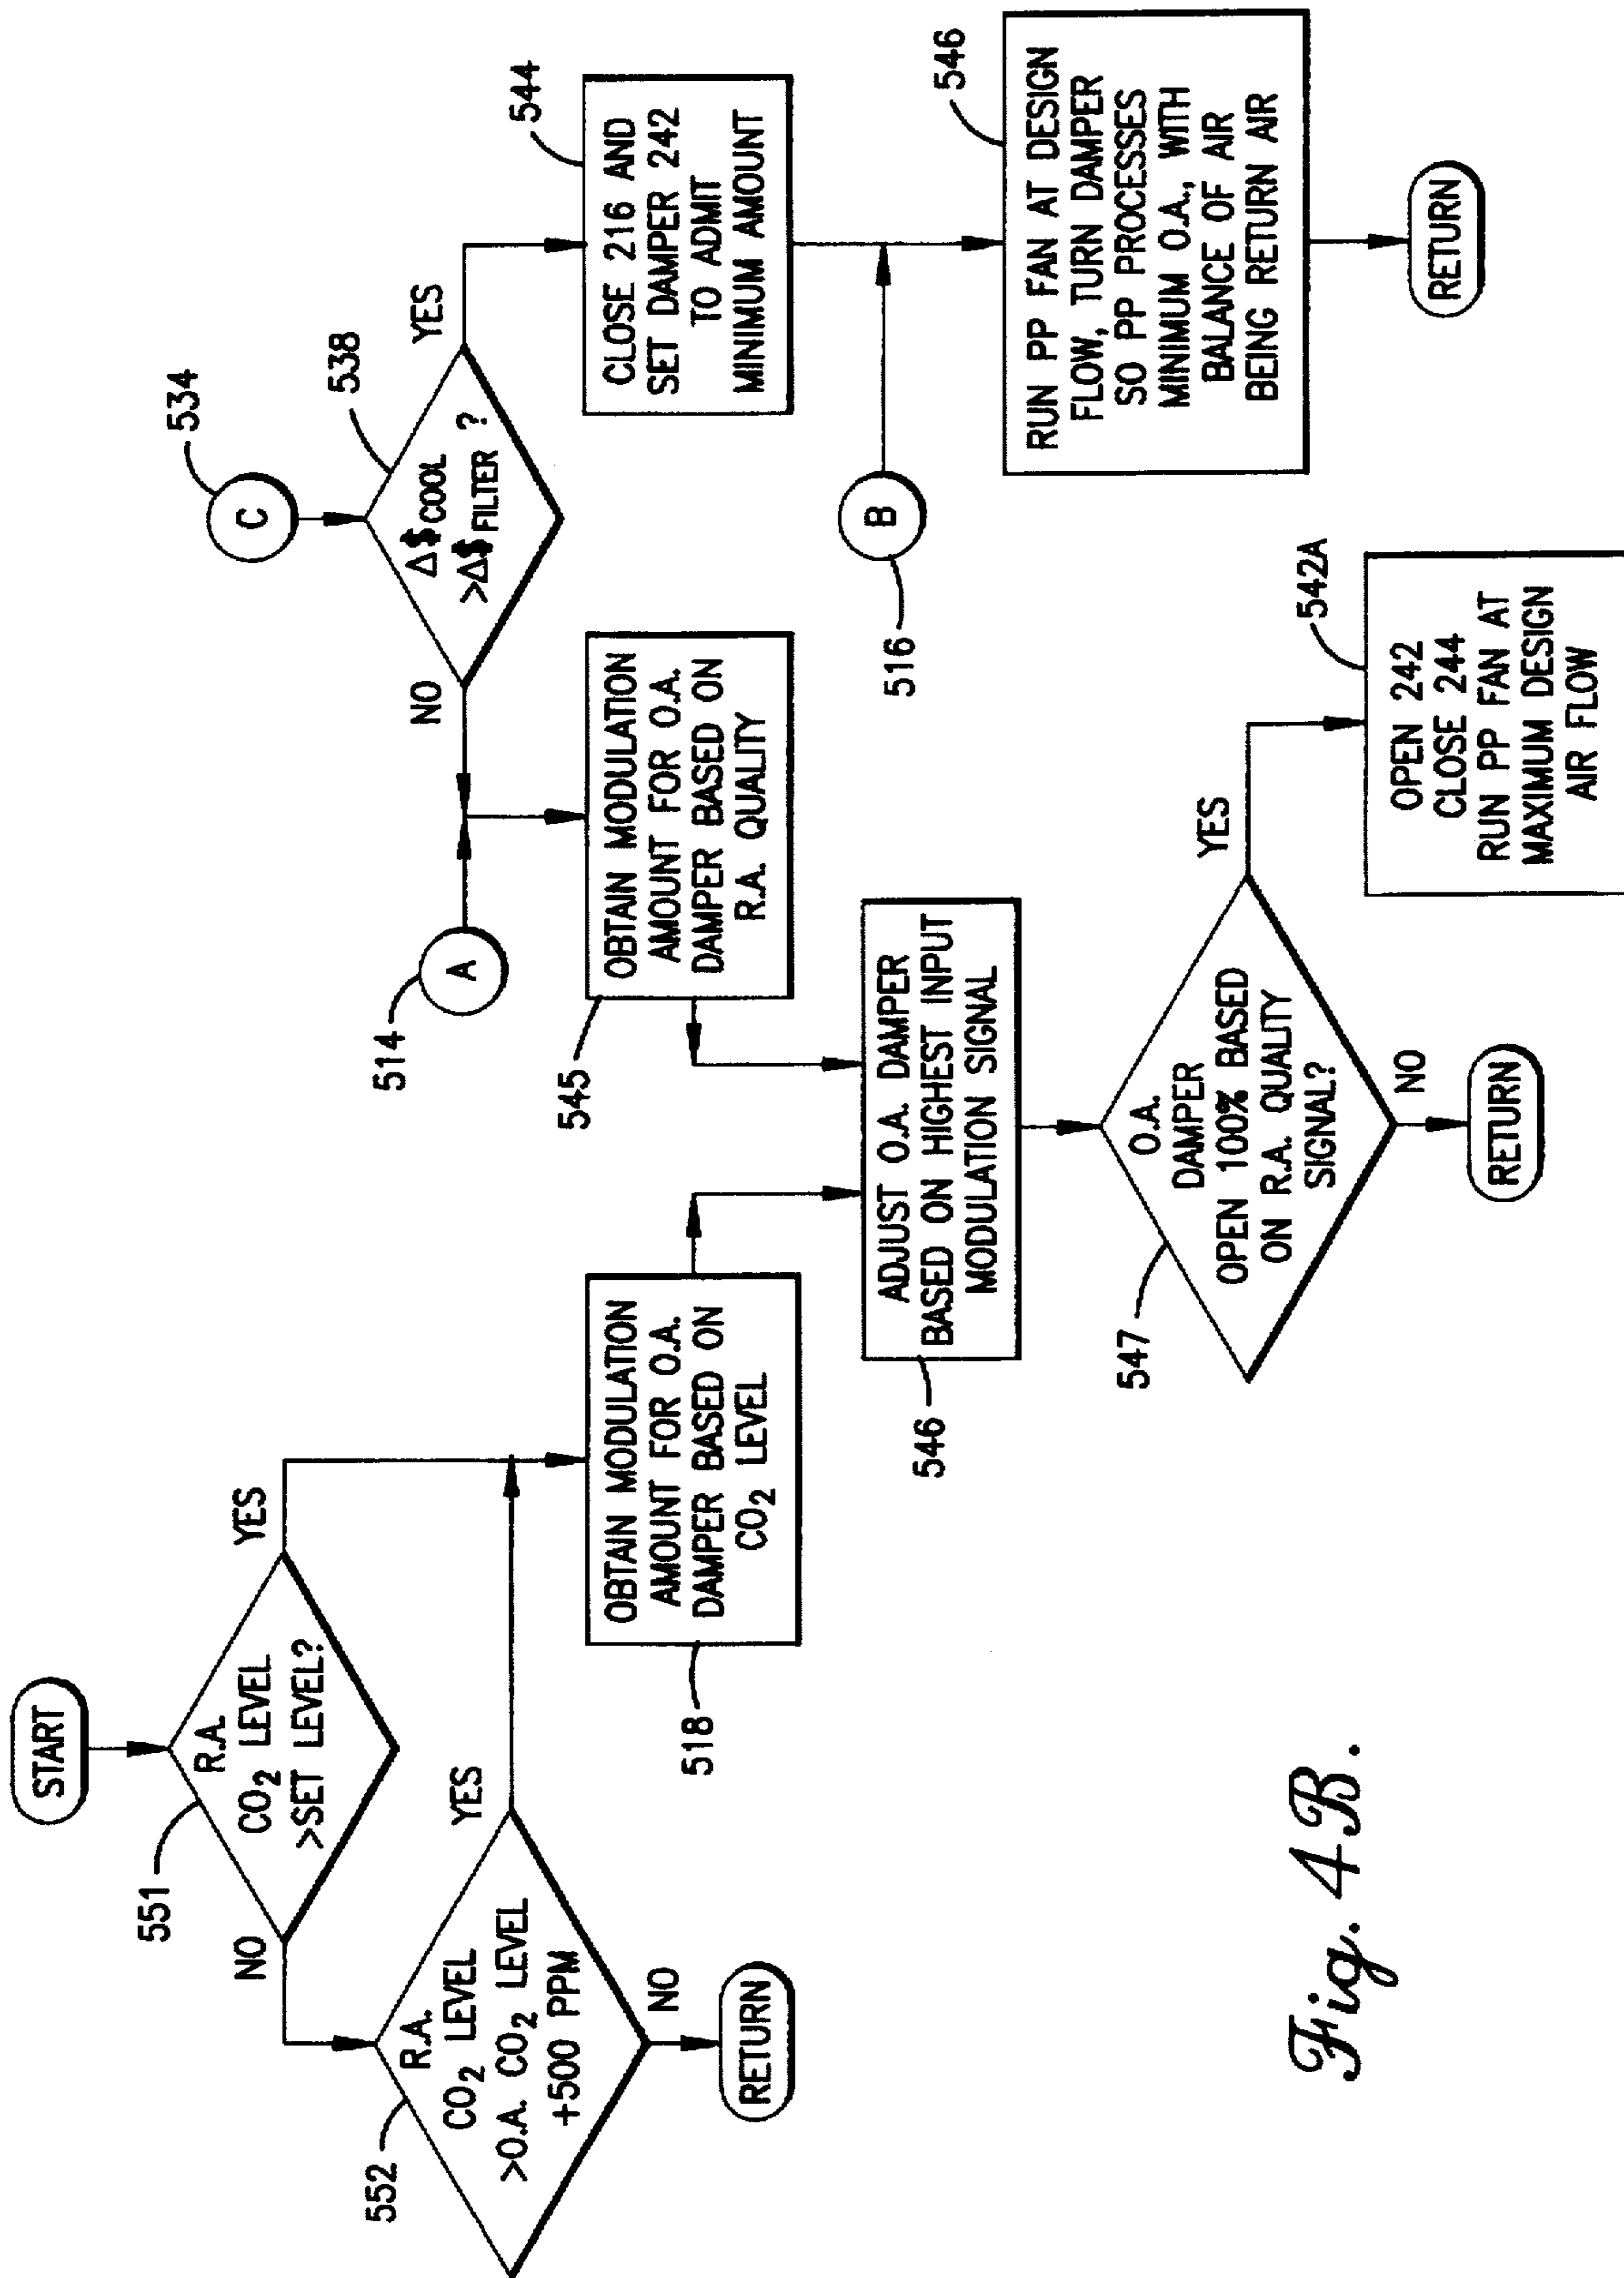 START
551
R.A.
CO₂ LEVEL
>SET LEVEL?
YES
NO
552
R.A.
CO₂ LEVEL
>O.A. CO₂ LEVEL
+500 PPM
YES
NO
RETURN
518
OBTAIN MODULATION
AMOUNT FOR O.A.
DAMPER BASED ON
CO₂ LEVEL
534
C
538
Δ$COOL
>Δ$FILTER ?
YES
NO
514
A
545
OBTAIN MODULATION
AMOUNT FOR O.A.
DAMPER BASED ON
R.A. QUALITY
544
CLOSE 216 AND
SET DAMPER 242
TO ADMIT
MINIMUM AMOUNT
516
B
546
RUN PP FAN AT DESIGN
FLOW, TURN DAMPER
SO PP PROCESSES
MINIMUM O.A., WITH
BALANCE OF AIR
BEING RETURN AIR
RETURN
546
ADJUST O.A. DAMPER
BASED ON HIGHEST INPUT
MODULATION SIGNAL
547
O.A.
DAMPER
OPEN 100% BASED
ON R.A. QUALITY
SIGNAL?
YES
NO
RETURN
542A
OPEN 242
CLOSE 244
RUN PP FAN AT
MAXIMUM DESIGN
AIR FLOW
Fig. 4B.